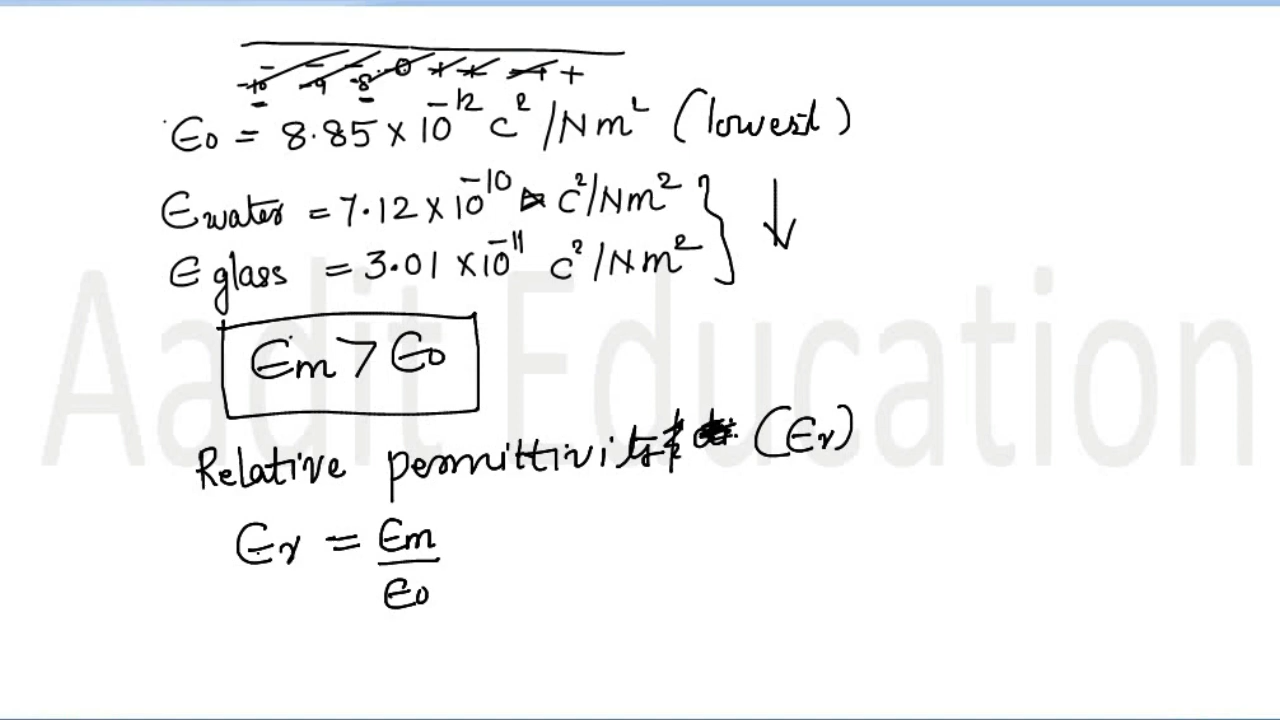 -10 -9 -8 0 + + + +
ϵ0 = 8.85 × 10^-12 C²/Nm² (lowest)
ϵwater = 7.12 × 10^-10 C²/Nm²
ϵglass = 3.01 × 10^-11 C²/Nm²
Aadit Education
ϵm > ϵ0
Relative permittivity (ϵr)
ϵr = ϵm/ϵ0